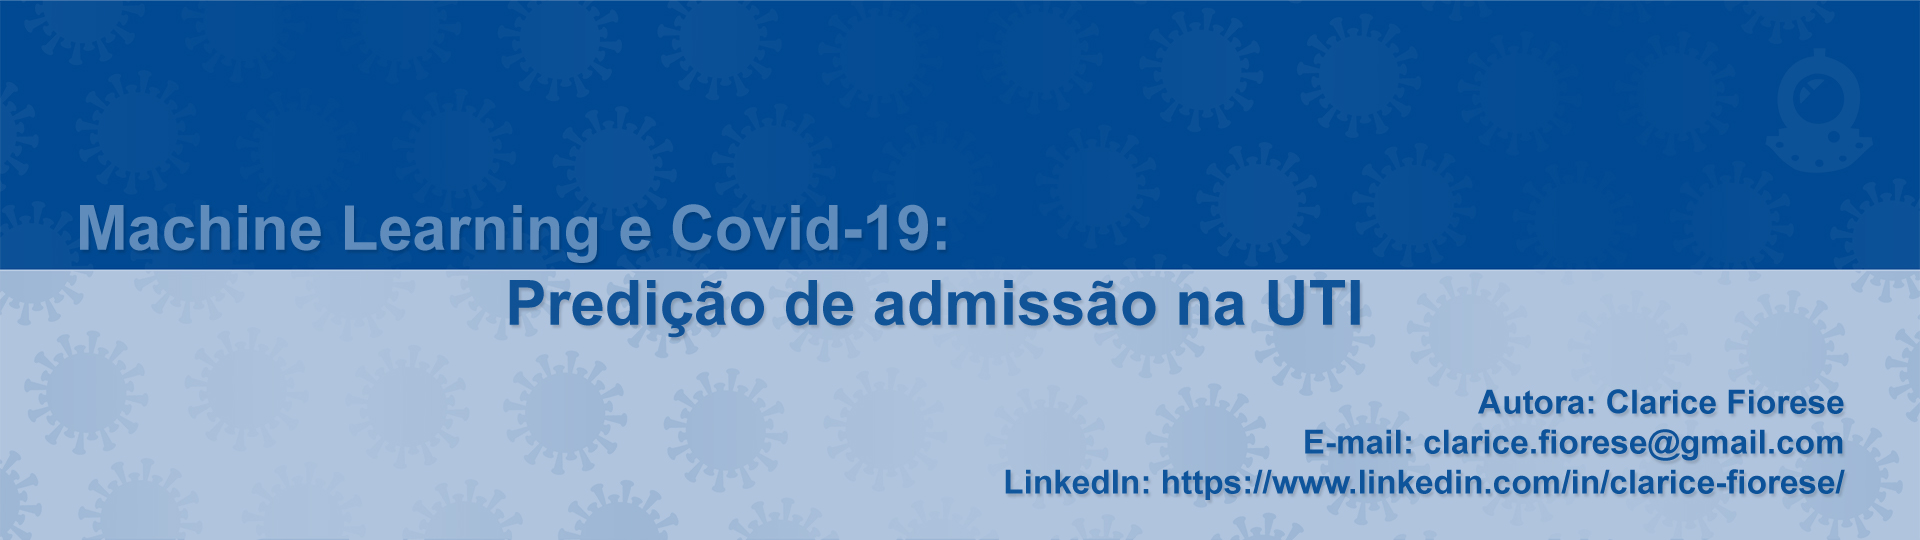 Machine Learning e Covid-19:
Predição de admissão na UTI
Autora: Clarice Fiorese
E-mail: clarice.fiorese@gmail.com
LinkedIn: https://www.linkedin.com/in/clarice-fiorese/